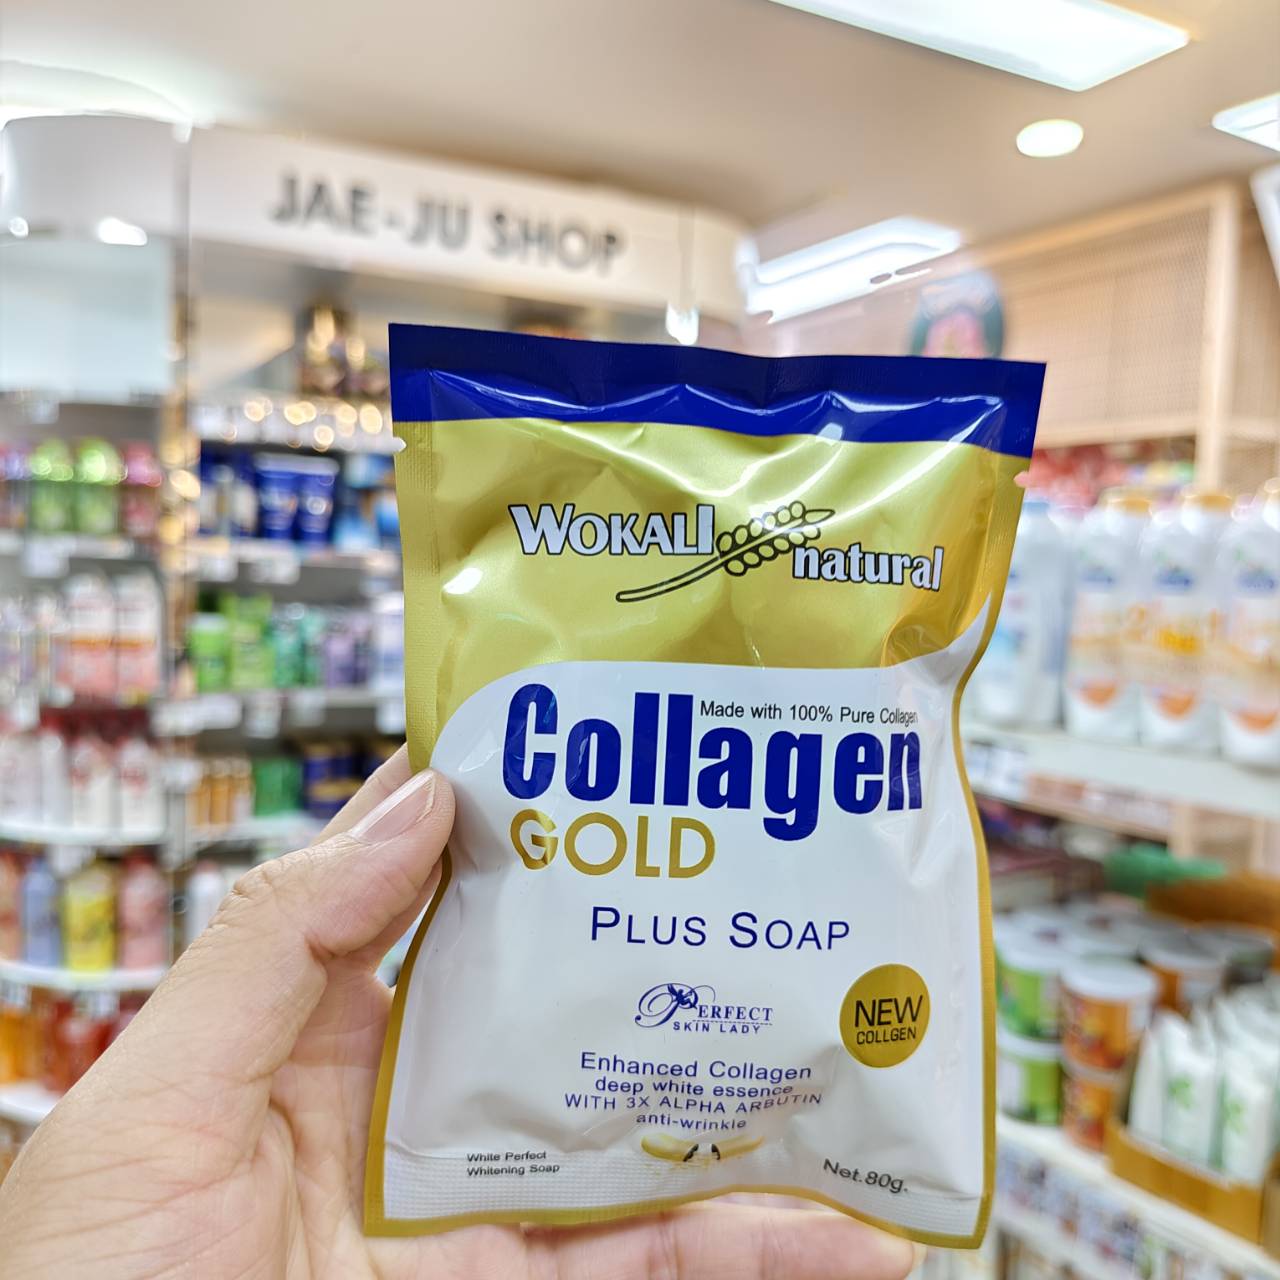 JAE-JU SHOP
WOKALI
natural
Made with 100% Pure Collagen
Collagen
GOLD
PLUS SOAP
PERFECT
SKIN LADY
NEW
COLLGEN
Enhanced Collagen
deep white essence
WITH 3X ALPHA ARBUTIN
anti-wrinkle
White Perfect
Whitening Soap
Net.80g.